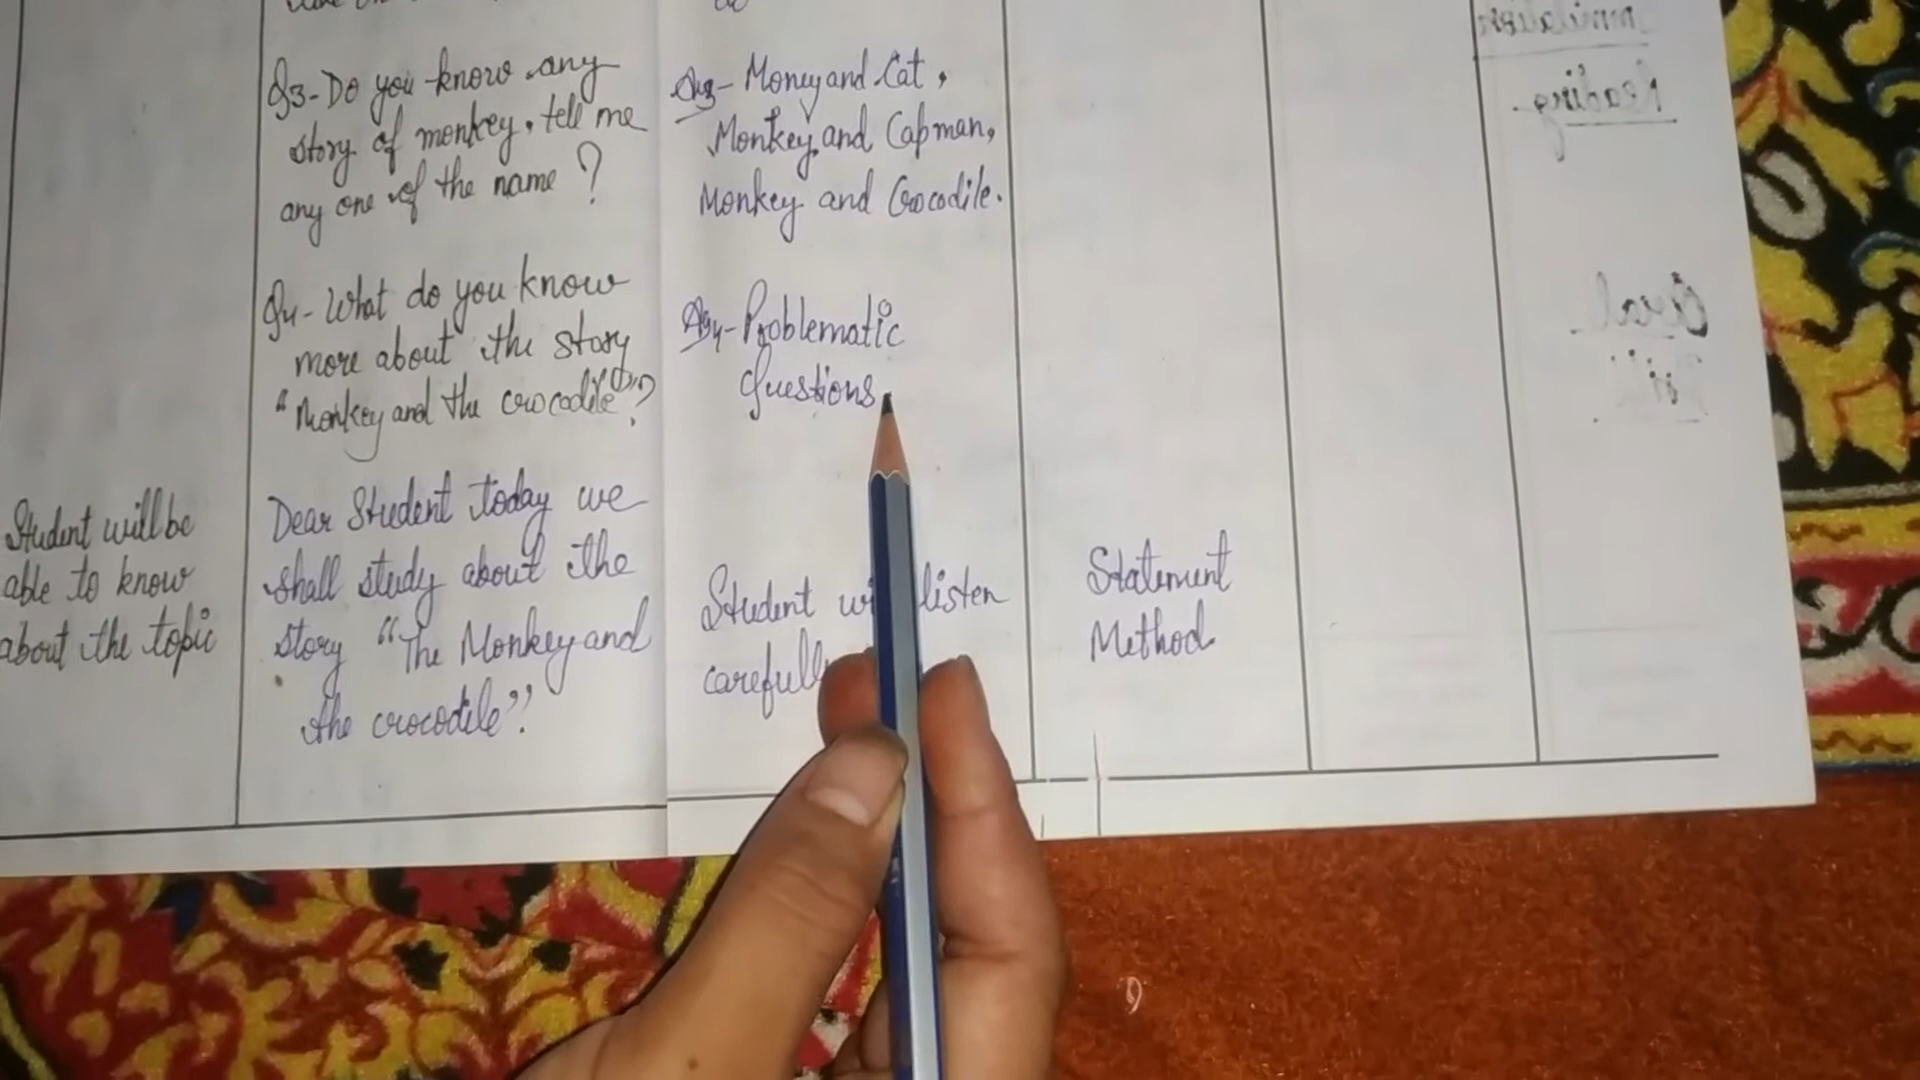 Q3-Do you know any
story of monkey, tell me
any one of the name ?
Q4-What do you know
more about the story
"Monkey and the crocodile"?
Student will be
able to know
about the topic
Dear Student today we
shall study about the
story "The Monkey and
the crocodile".
Ans3- Money and Cat,
Monkey and Capman,
Monkey and Crocodile.
Ans4-Problematic
Questions.
Student listen
Statement
Method